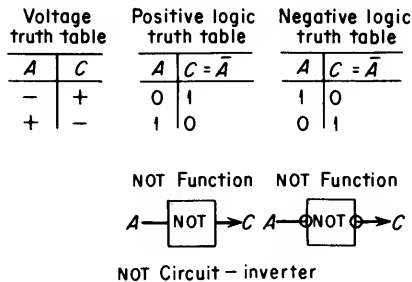 Voltage Positive logic Negative logic
truth table truth table truth table
A C A C = Ā A C = Ā
− + 0 1 1 0
+ − 1 0 0 1
NOT Function NOT Function
A NOT C A NOT C
NOT Circuit – inverter